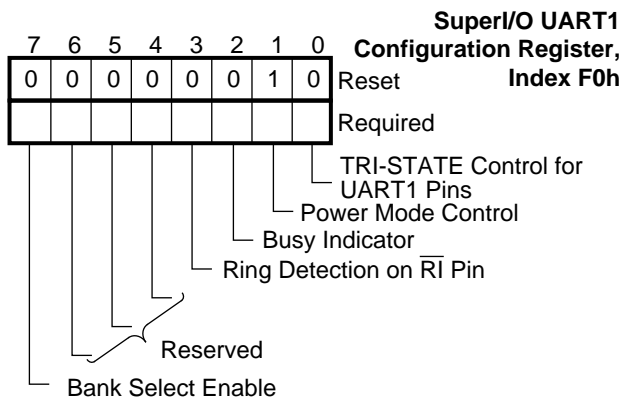 SuperI/O UART1
Configuration Register,
Index F0h
7 6 5 4 3 2 1 0
0 0 0 0 0 0 1 0 Reset
Required
TRI-STATE Control for
UART1 Pins
Power Mode Control
Busy Indicator
Ring Detection on R̅I̅ Pin
Reserved
Bank Select Enable